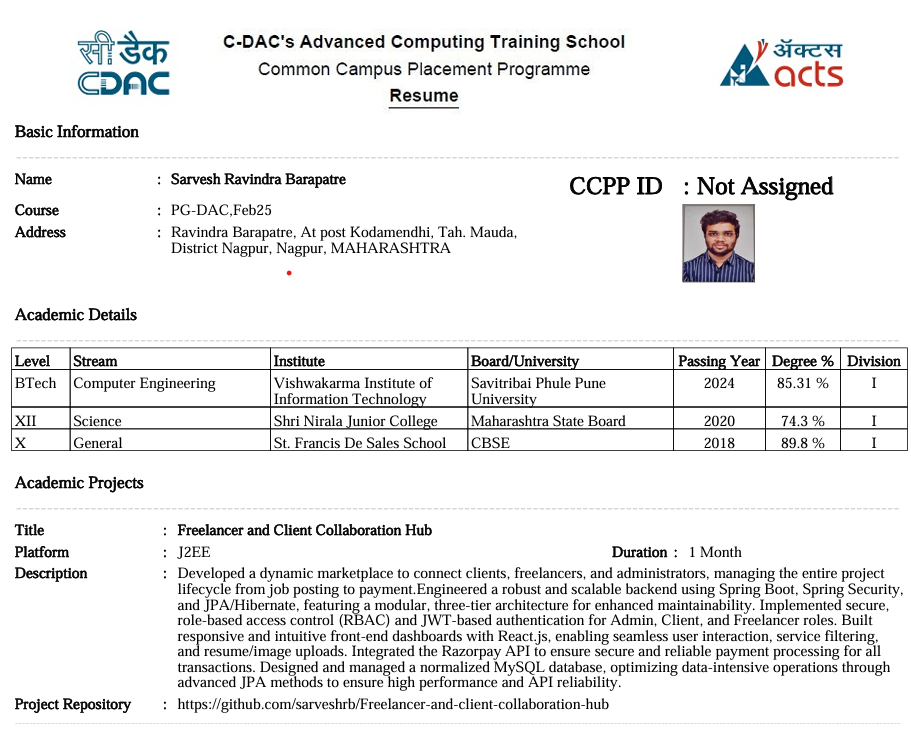 सी डैक
CDAC
C-DAC's Advanced Computing Training School
Common Campus Placement Programme
Resume
ॲक्टस
acts
Basic Information
Name : Sarvesh Ravindra Barapatre
CCPP ID : Not Assigned
Course : PG-DAC,Feb25
Address : Ravindra Barapatre, At post Kodamendhi, Tah. Mauda,
District Nagpur, Nagpur, MAHARASHTRA
Academic Details
Level Stream Institute Board/University Passing Year Degree % Division
BTech Computer Engineering Vishwakarma Institute of Savitribai Phule Pune 2024 85.31 % I
Information Technology University
XII Science Shri Nirala Junior College Maharashtra State Board 2020 74.3 % I
X General St. Francis De Sales School CBSE 2018 89.8 % I
Academic Projects
Title : Freelancer and Client Collaboration Hub
Platform : J2EE Duration : 1 Month
Description : Developed a dynamic marketplace to connect clients, freelancers, and administrators, managing the entire project
lifecycle from job posting to payment.Engineered a robust and scalable backend using Spring Boot, Spring Security,
and JPA/Hibernate, featuring a modular, three-tier architecture for enhanced maintainability. Implemented secure,
role-based access control (RBAC) and JWT-based authentication for Admin, Client, and Freelancer roles. Built
responsive and intuitive front-end dashboards with React.js, enabling seamless user interaction, service filtering,
and resume/image uploads. Integrated the Razorpay API to ensure secure and reliable payment processing for all
transactions. Designed and managed a normalized MySQL database, optimizing data-intensive operations through
advanced JPA methods to ensure high performance and API reliability.
Project Repository : https://github.com/sarveshrb/Freelancer-and-client-collaboration-hub